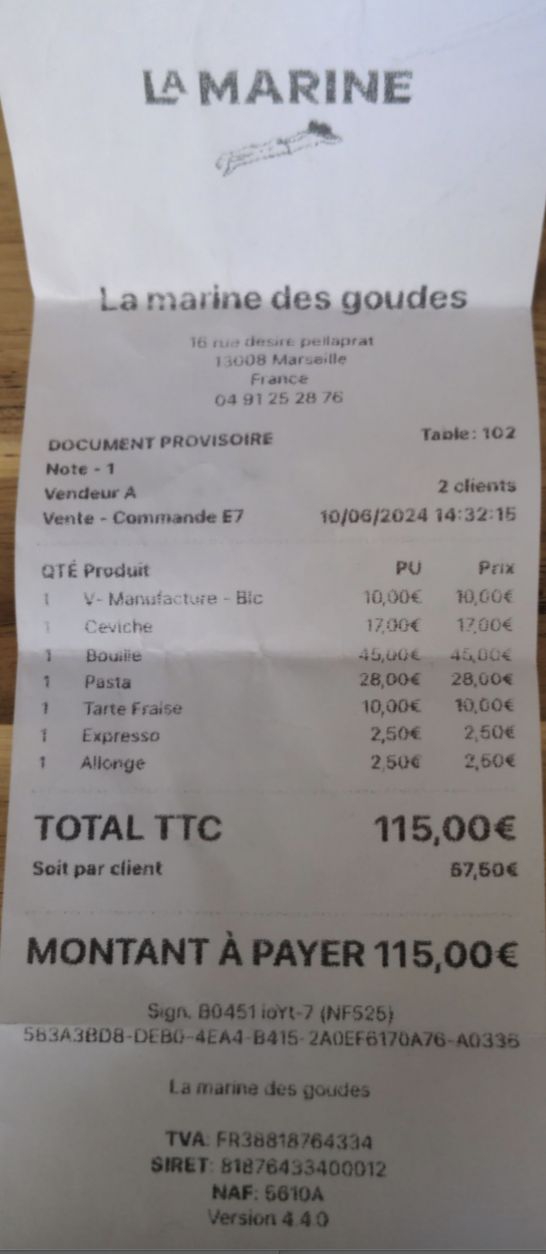 LA MARINE
La marine des goudes
16 rue desire pellaprat
13008 Marseille
France
04 91 25 28 76
DOCUMENT PROVISOIRE Table: 102
Note - 1
Vendeur A 2 clients
Vente - Commande E7 10/06/2024 14:32:15
QTÉ Produit PU Prix
1 V- Manufacture - Blc 10,00€ 10,00€
1 Ceviche 17,00€ 17,00€
1 Bouille 45,00€ 45,00€
1 Pasta 28,00€ 28,00€
1 Tarte Fraise 10,00€ 10,00€
1 Expresso 2,50€ 2,50€
1 Allonge 2,50€ 2,50€
TOTAL TTC 115,00€
Soit par client 57,50€
MONTANT À PAYER 115,00€
Sign. B0451 ioYt-7 (NF525)
583A3BD8-DEB0-4EA4-B415-2A0EF6170A76-A0336
La marine des goudes
TVA: FR38818764334
SIRET: 81876433400012
NAF: 5610A
Version 4.4.0